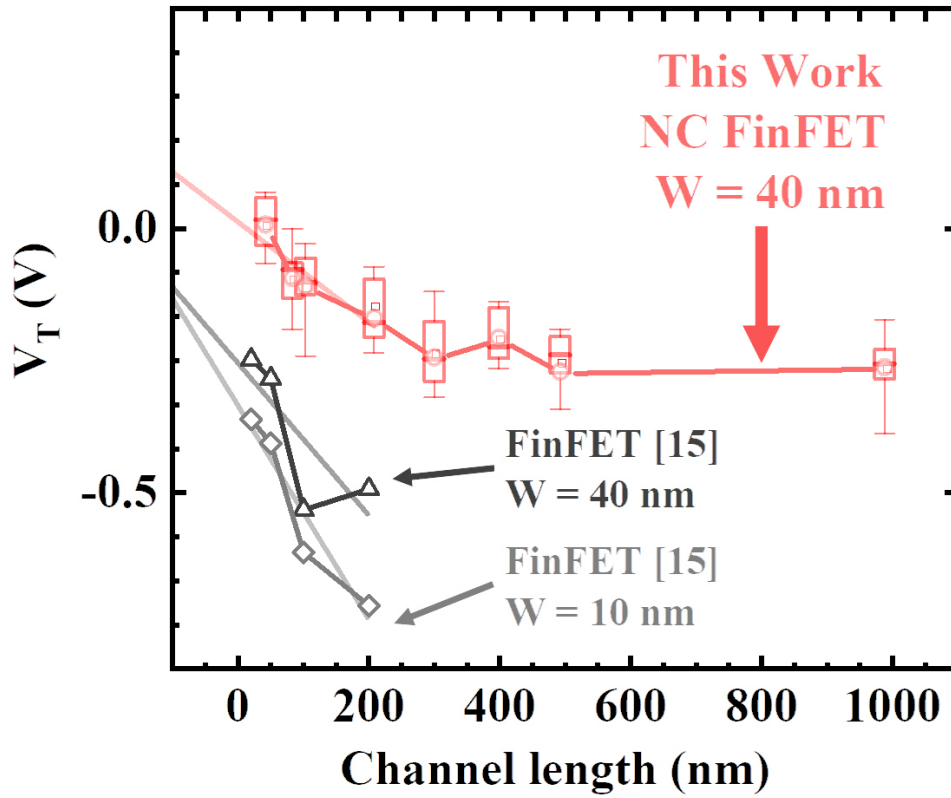 This Work
NC FinFET
W = 40 nm
0.0
V_T (V)
FinFET [15]
W = 40 nm
-0.5
FinFET [15]
W = 10 nm
0 200 400 600 800 1000
Channel length (nm)